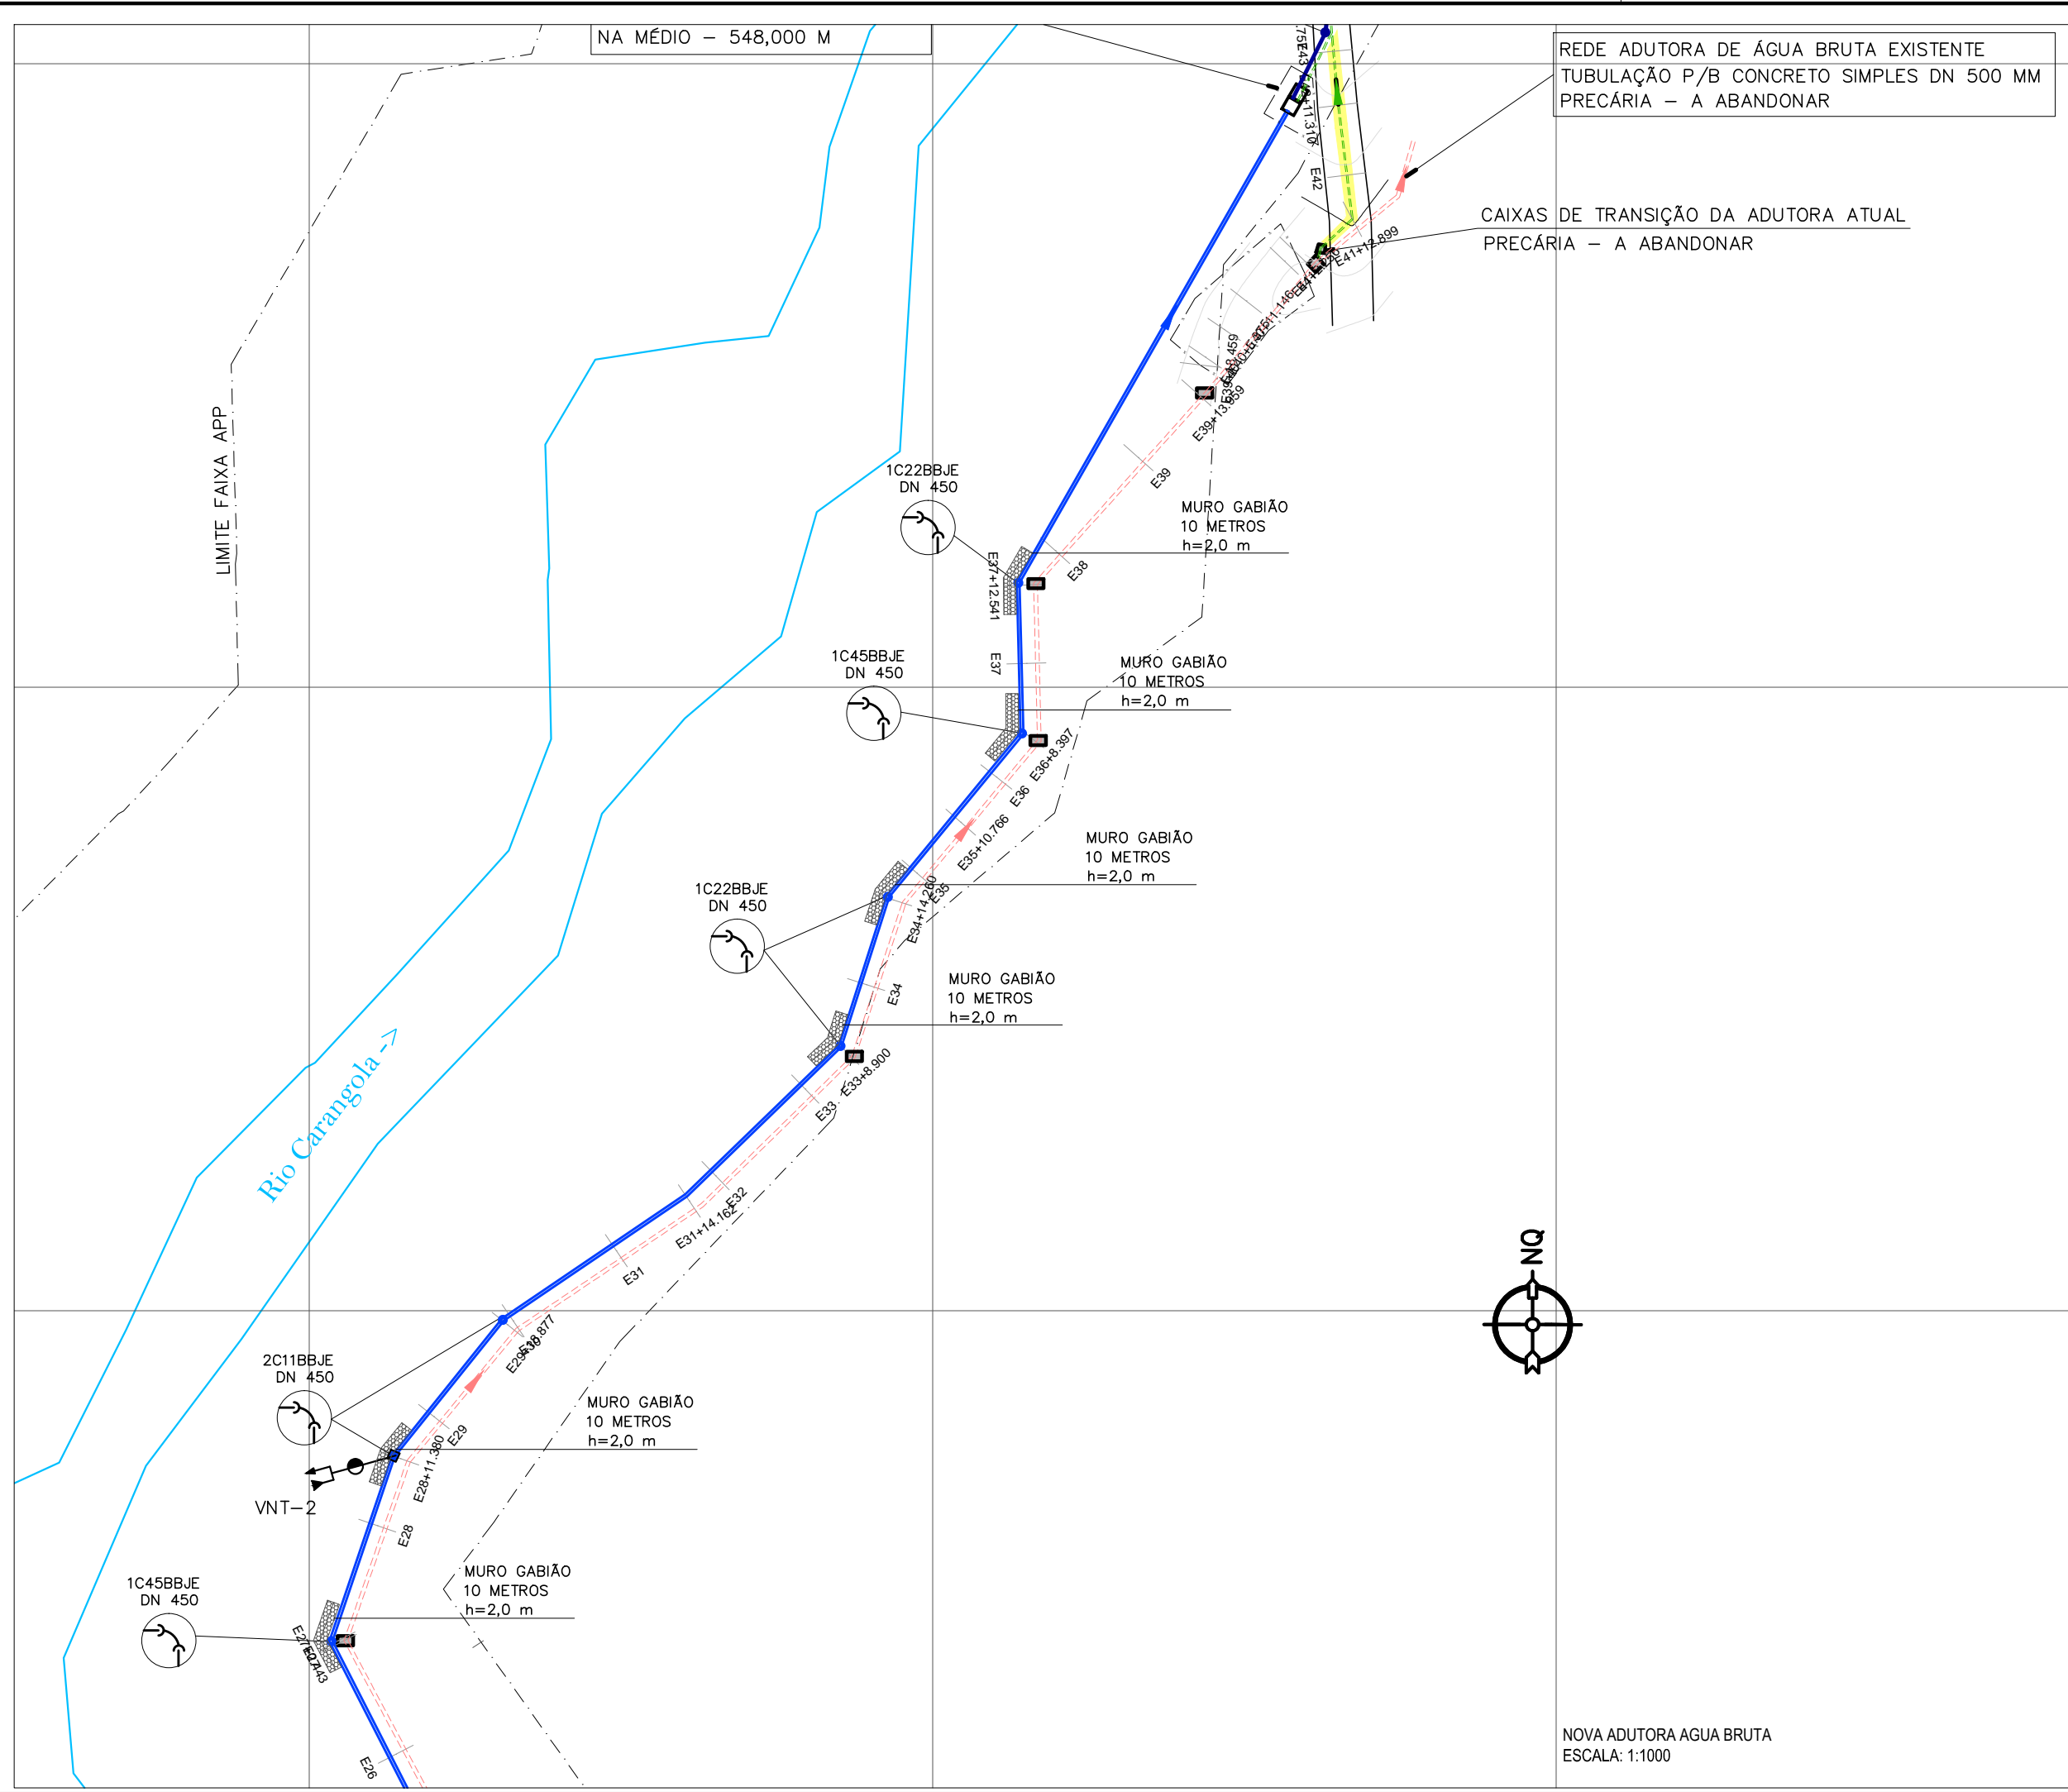 NA MÉDIO – 548,000 M
REDE ADUTORA DE ÁGUA BRUTA EXISTENTE
TUBULAÇÃO P/B CONCRETO SIMPLES DN 500 MM
PRECÁRIA – A ABANDONAR
E43
+11.310
E42
CAIXAS DE TRANSIÇÃO DA ADUTORA ATUAL
PRECÁRIA – A ABANDONAR
E41+12.899
E39+13.959
E39
LIMITE FAIXA APP
1C22BBJE
DN 450
MURO GABIÃO
10 METROS
h=2,0 m
E38
E37+12.541
E37
1C45BBJE
DN 450
MURO GABIÃO
10 METROS
h=2,0 m
E36+8.397
E36
E35+10.766
MURO GABIÃO
10 METROS
h=2,0 m
E35
E34+14.260
1C22BBJE
DN 450
E34
MURO GABIÃO
10 METROS
h=2,0 m
E33+8.900
E33
Rio Carangola ->
E32
E31+14.162
E31
NQ
2C11BBJE
DN 450
MURO GABIÃO
10 METROS
h=2,0 m
E29
E28+11.380
VNT–2
E28
1C45BBJE
DN 450
MURO GABIÃO
10 METROS
h=2,0 m
E26
NOVA ADUTORA AGUA BRUTA
ESCALA: 1:1000